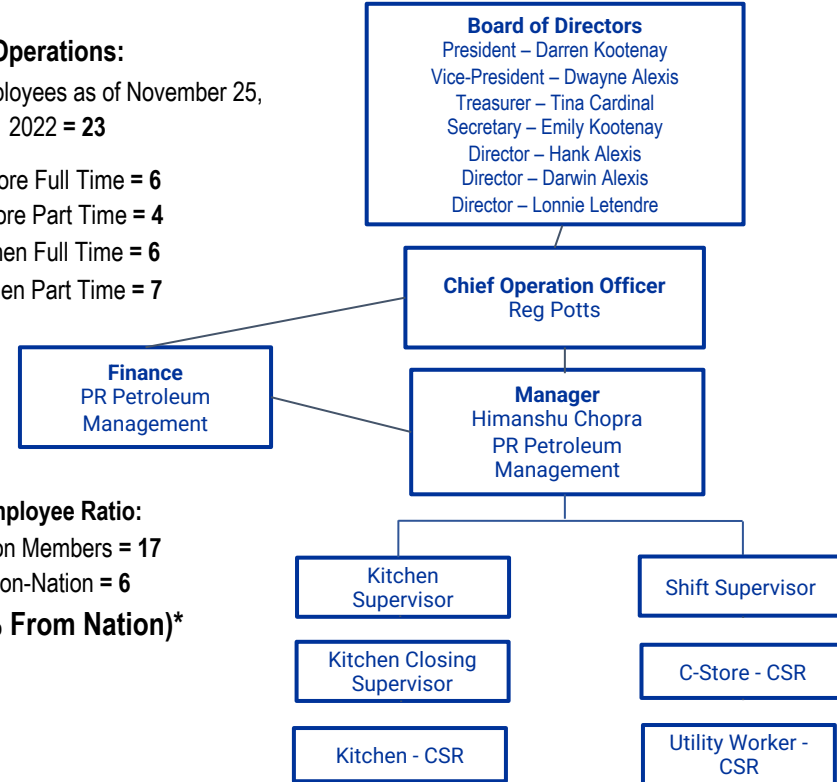 Operations:
ployees as of November 25,
2022 = 23
ore Full Time = 6
ore Part Time = 4
hen Full Time = 6
en Part Time = 7
Board of Directors
President – Darren Kootenay
Vice-President – Dwayne Alexis
Treasurer – Tina Cardinal
Secretary – Emily Kootenay
Director – Hank Alexis
Director – Darwin Alexis
Director – Lonnie Letendre
Chief Operation Officer
Reg Potts
Finance
PR Petroleum
Management
Manager
Himanshu Chopra
PR Petroleum
Management
mployee Ratio:
on Members = 17
on-Nation = 6
From Nation)*
Kitchen
Supervisor
Kitchen Closing
Supervisor
Kitchen - CSR
Shift Supervisor
C-Store - CSR
Utility Worker -
CSR